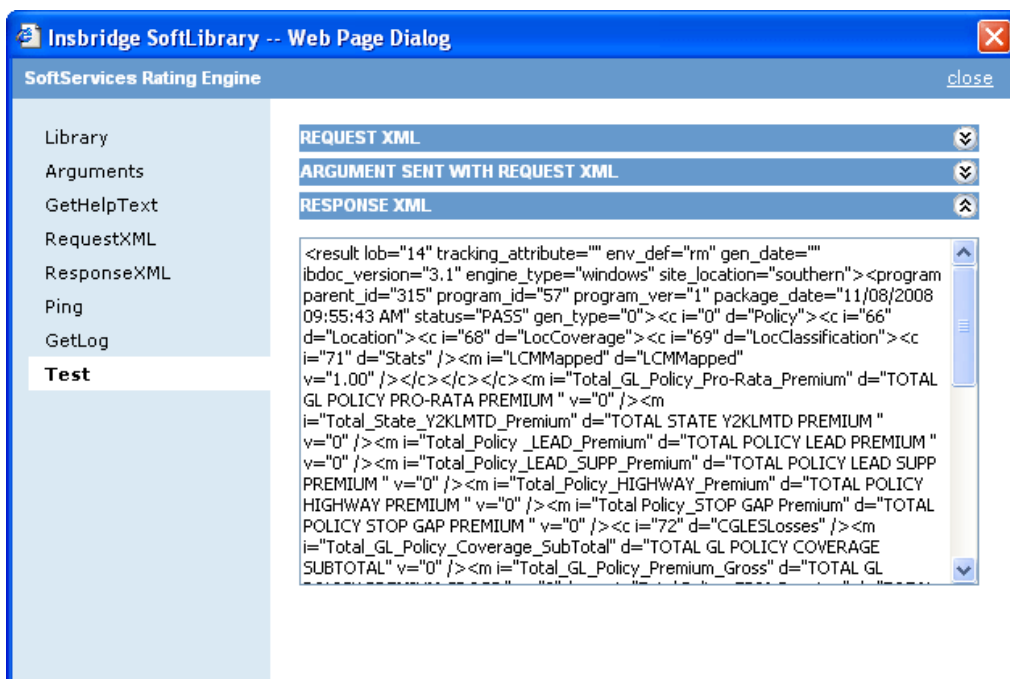 Insbridge SoftLibrary -- Web Page Dialog
SoftServices Rating Engine
close
Library
Arguments
GetHelpText
RequestXML
ResponseXML
Ping
GetLog
Test
REQUEST XML
ARGUMENT SENT WITH REQUEST XML
RESPONSE XML
<result lob="14" tracking_attribute="" env_def="rm" gen_date=""
ibdoc_version="3.1" engine_type="windows" site_location="southern"><program
parent_id="315" program_id="57" program_ver="1" package_date="11/08/2008
09:55:43 AM" status="PASS" gen_type="0"><c i="0" d="Policy"><c i="66"
d="Location"><c i="68" d="LocCoverage"><c i="69" d="LocClassification"><c
i="71" d="Stats" /><m i="LCMMapped" d="LCMMapped"
v="1.00" /></c></c></c><m i="Total_GL_Policy_Pro-Rata_Premium" d="TOTAL
GL POLICY PRO-RATA PREMIUM " v="0" /><m
i="Total_State_Y2KLMTD_Premium" d="TOTAL STATE Y2KLMTD PREMIUM "
v="0" /><m i="Total_Policy _LEAD_Premium" d="TOTAL POLICY LEAD PREMIUM "
v="0" /><m i="Total_Policy_LEAD_SUPP_Premium" d="TOTAL POLICY LEAD SUPP
PREMIUM " v="0" /><m i="Total_Policy_HIGHWAY_Premium" d="TOTAL POLICY
HIGHWAY PREMIUM " v="0" /><m i="Total Policy_STOP GAP Premium" d="TOTAL
POLICY STOP GAP PREMIUM " v="0" /><c i="72" d="CGLESLosses" /><m
i="Total_GL_Policy_Coverage_SubTotal" d="TOTAL GL POLICY COVERAGE
SUBTOTAL" v="0" /><m i="Total_GL_Policy_Premium_Gross" d="TOTAL GL